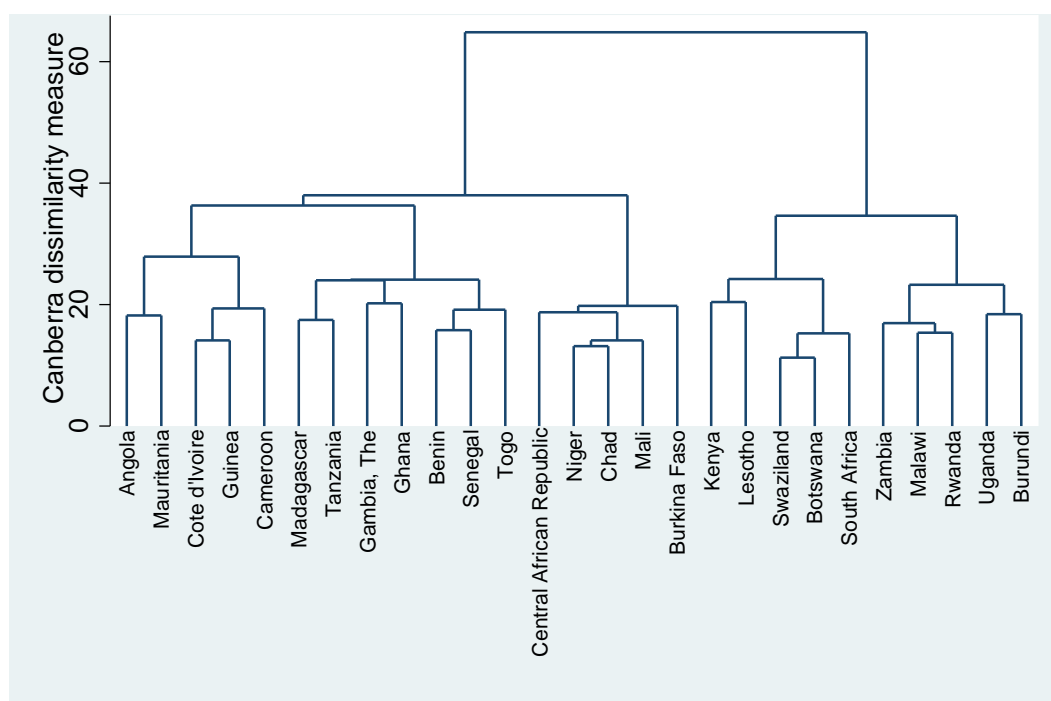 Canberra dissimilarity measure
60
40
20
0
Angola
Mauritania
Cote d'Ivoire
Guinea
Cameroon
Madagascar
Tanzania
Gambia, The
Ghana
Benin
Senegal
Togo
Central African Republic
Niger
Chad
Mali
Burkina Faso
Kenya
Lesotho
Swaziland
Botswana
South Africa
Zambia
Malawi
Rwanda
Uganda
Burundi